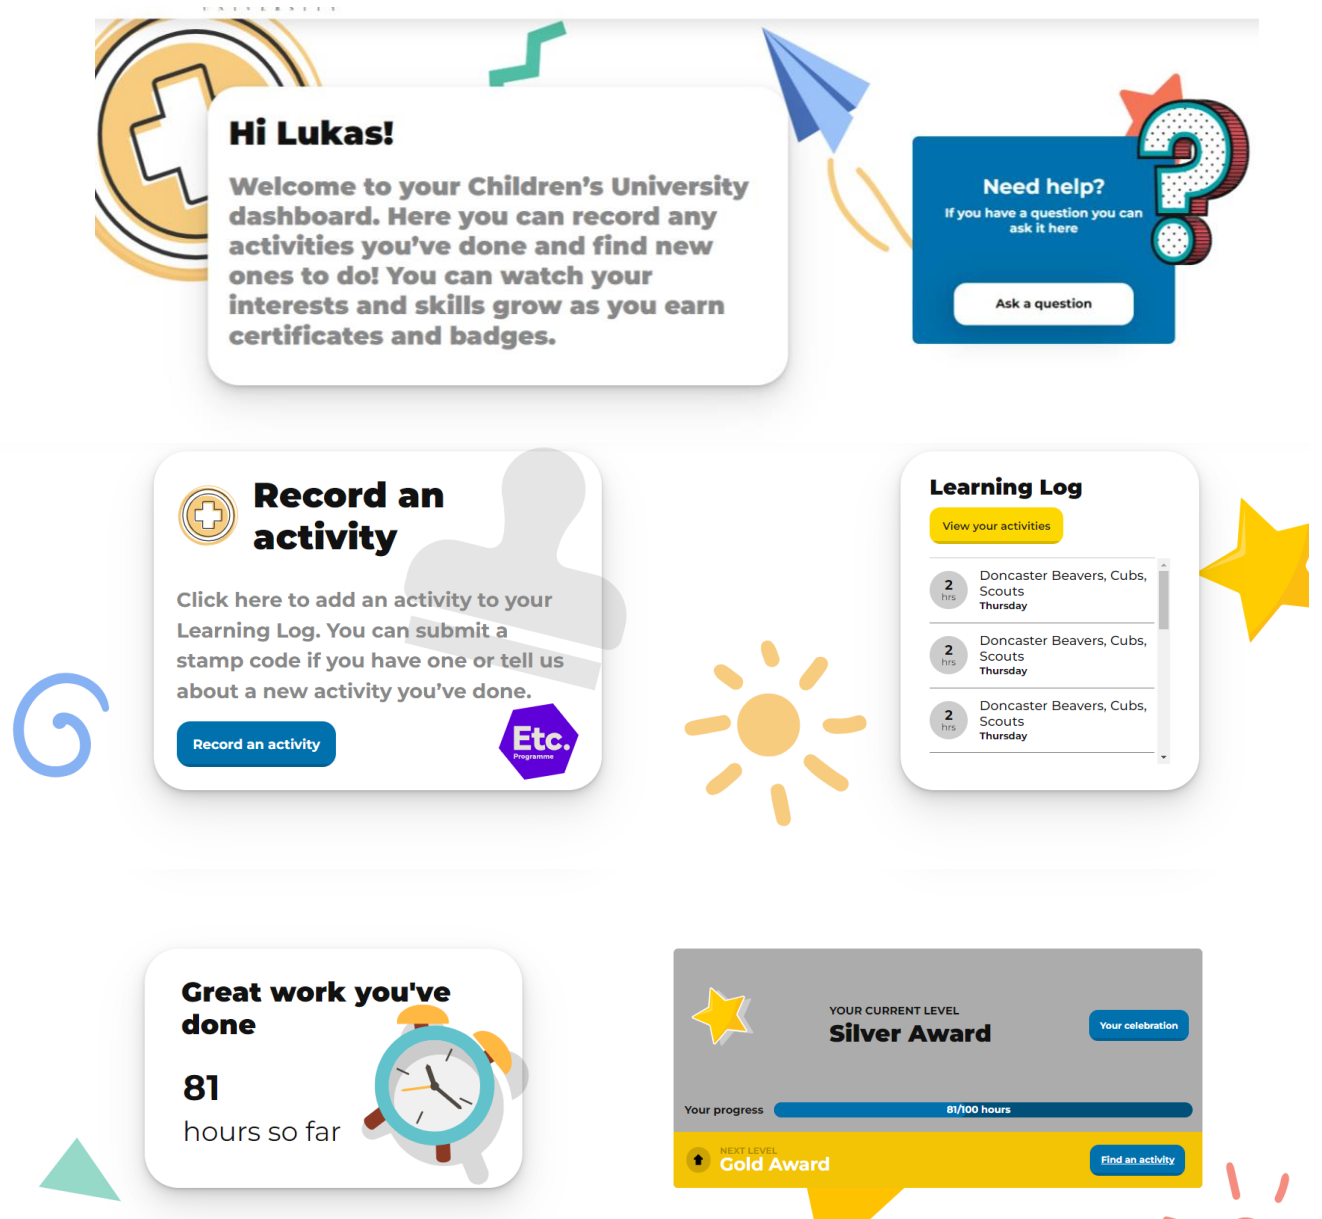 Hi Lukas!
Welcome to your Children's University
dashboard. Here you can record any
activities you've done and find new
ones to do! You can watch your
interests and skills grow as you earn
certificates and badges.
Need help?
If you have a question you can
ask it here
Ask a question
Record an
activity
Click here to add an activity to your
Learning Log. You can submit a
stamp code if you have one or tell us
about a new activity you've done.
Record an activity
Etc.
Programme
Learning Log
View your activities
2
hrs
Doncaster Beavers, Cubs,
Scouts
Thursday
2
hrs
Doncaster Beavers, Cubs,
Scouts
Thursday
2
hrs
Doncaster Beavers, Cubs,
Scouts
Thursday
Great work you've
done
81
hours so far
YOUR CURRENT LEVEL
Silver Award
Your celebration
Your progress
81/100 hours
NEXT LEVEL
Gold Award
Find an activity